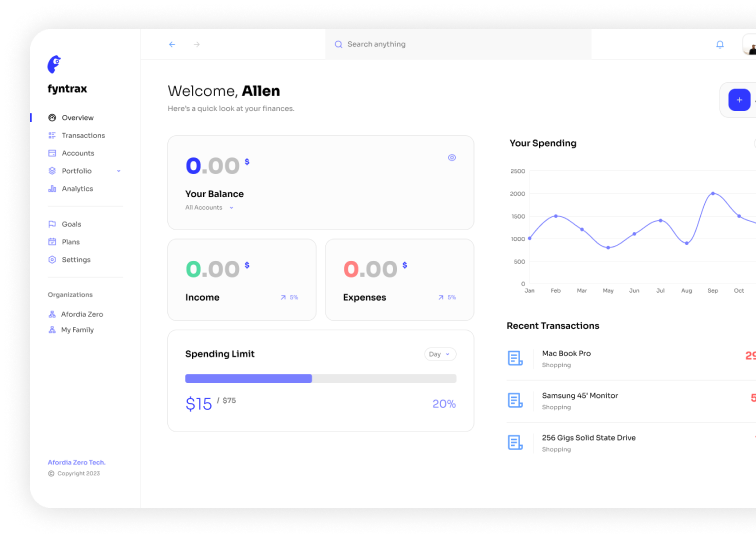 fyntrax
Overview
Transactions
Accounts
Portfolio
Analytics
Goals
Plans
Settings
Organizations
Afordia Zero
My Family
Afordia Zero Tech.
© Copyright 2023
Search anything
Welcome, Allen
Here's a quick look at your finances.
0.00 $
Your Balance
All Accounts
0.00 $
Income 5%
0.00 $
Expenses 5%
Spending Limit Day
$15 / $75 20%
Your Spending
2500
2000
1500
1000
500
0
Jan Feb Mar May Jun Jul Aug Sep Oct
Recent Transactions
Mac Book Pro
Shopping
Samsung 45' Monitor
Shopping
256 Gigs Solid State Drive
Shopping